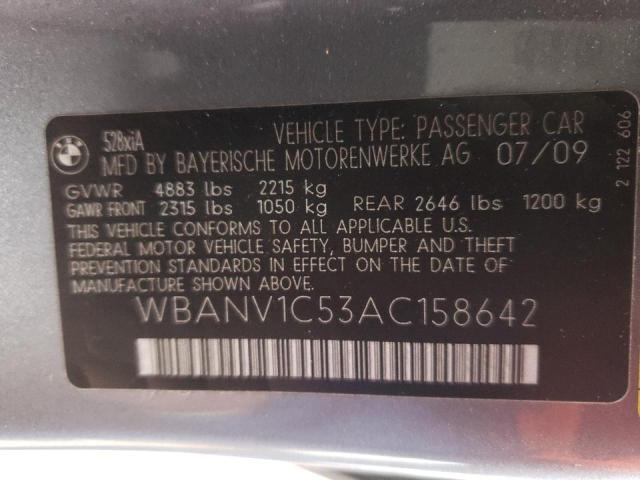 BMW
528xiA
VEHICLE TYPE: PASSENGER CAR
MFD BY BAYERISCHE MOTORENWERKE AG 07/09
GVWR 4883 lbs 2215 kg
GAWR FRONT 2315 lbs 1050 kg REAR 2646 lbs 1200 kg
THIS VEHICLE CONFORMS TO ALL APPLICABLE U.S.
FEDERAL MOTOR VEHICLE SAFETY, BUMPER AND THEFT
PREVENTION STANDARDS IN EFFECT ON THE DATE OF
MANUFACTURE SHOWN ABOVE.
WBANV1C53AC158642
2 122 606